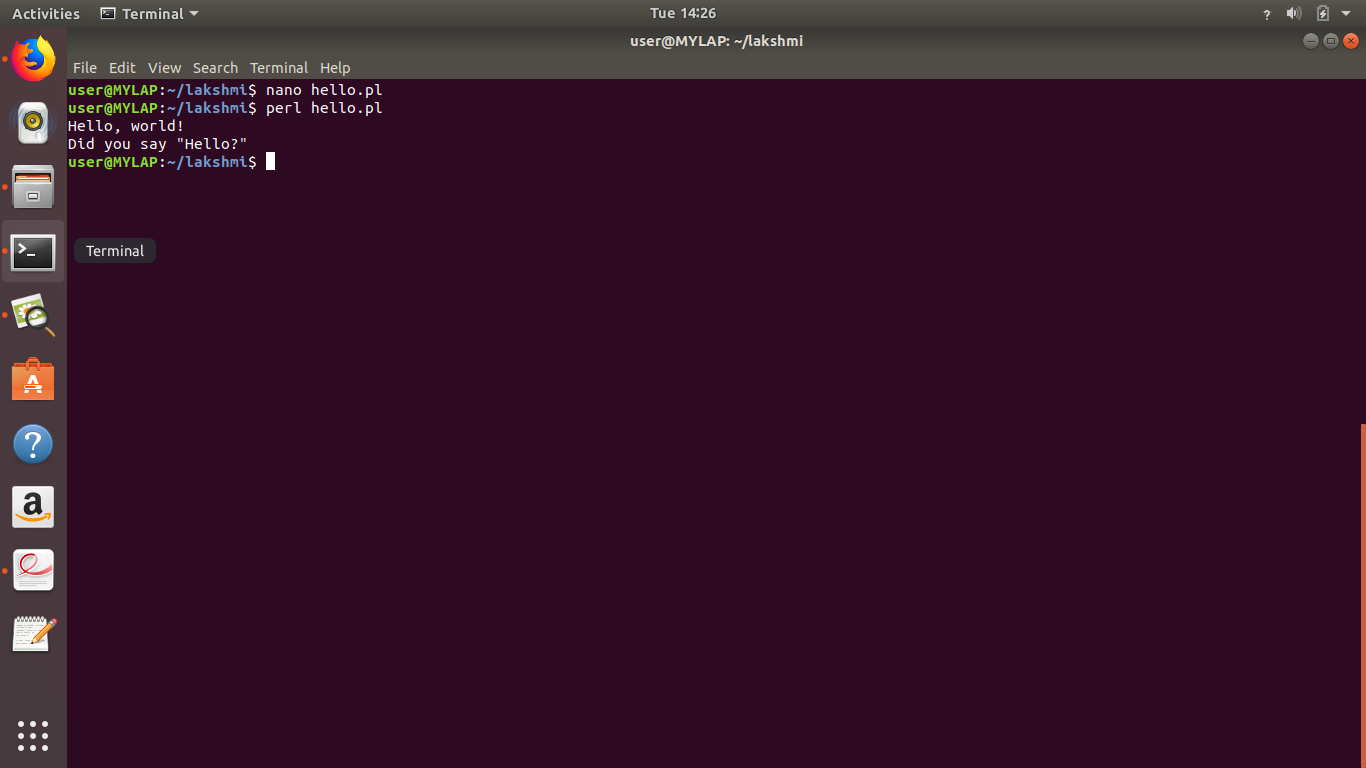 Activities Terminal Tue 14:26 ?
user@MYLAP: ~/lakshmi
File Edit View Search Terminal Help
user@MYLAP:~/lakshmi$ nano hello.pl
user@MYLAP:~/lakshmi$ perl hello.pl
Hello, world!
Did you say "Hello?"
user@MYLAP:~/lakshmi$
Terminal
>_
A
?
a